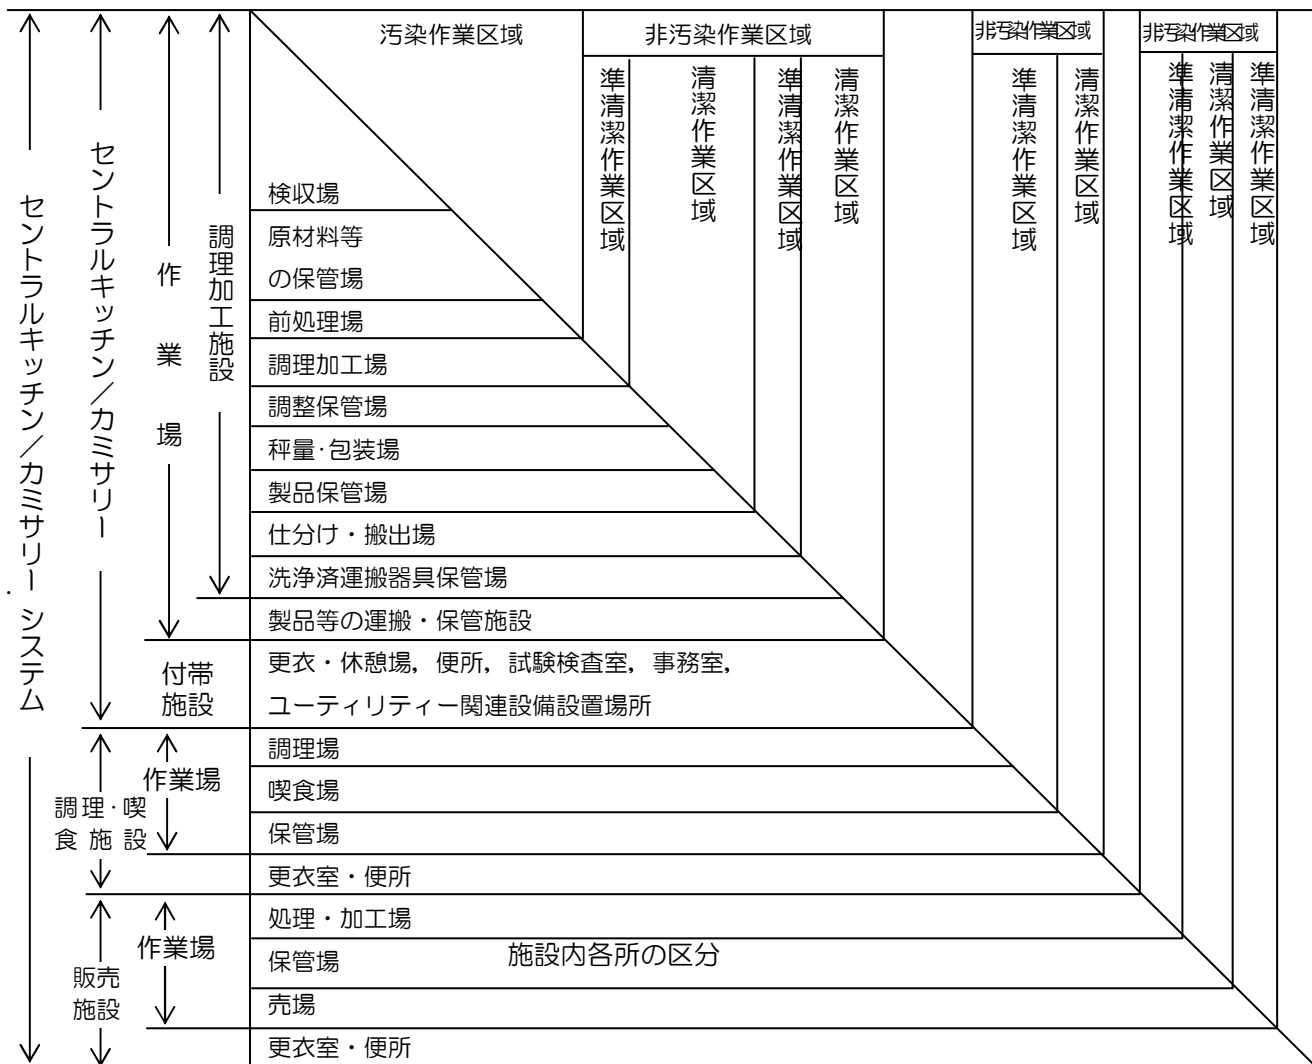 汚染作業区域
非汚染作業区域
非汚染作業区域
非汚染作業区域
準清潔作業区域
清潔作業区域
準清潔作業区域
清潔作業区域
準清潔作業区域
清潔作業区域
準清潔作業区域
清潔作業区域
準清潔作業区域
セントラルキッチン/カミサリーシステム
セントラルキッチン/カミサリー
作業場
調理加工施設
検収場
原材料等
の保管場
前処理場
調理加工場
調整保管場
秤量・包装場
製品保管場
仕分け・搬出場
洗浄済運搬器具保管場
製品等の運搬・保管施設
付帯
施設
更衣・休憩場,便所,試験検査室,事務室,
ユーティリティー関連設備設置場所
調理・喫
食施設
作業場
調理場
喫食場
保管場
更衣室・便所
販売
施設
作業場
処理・加工場
保管場
施設内各所の区分
売場
更衣室・便所